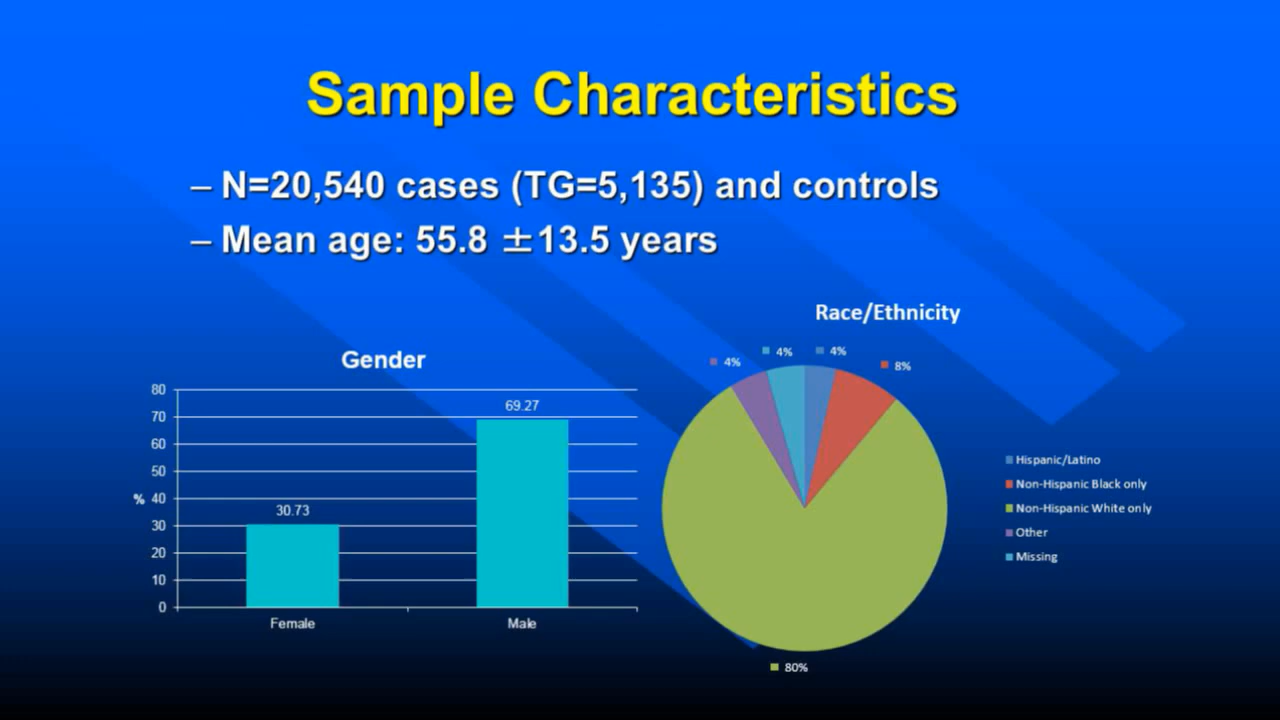 Sample Characteristics
– N=20,540 cases (TG=5,135) and controls
– Mean age: 55.8 ±13.5 years
Gender
80
70
60
50
% 40
30
20
10
0
30.73
69.27
Female
Male
Race/Ethnicity
4%
4%
4%
8%
80%
Hispanic/Latino
Non-Hispanic Black only
Non-Hispanic White only
Other
Missing